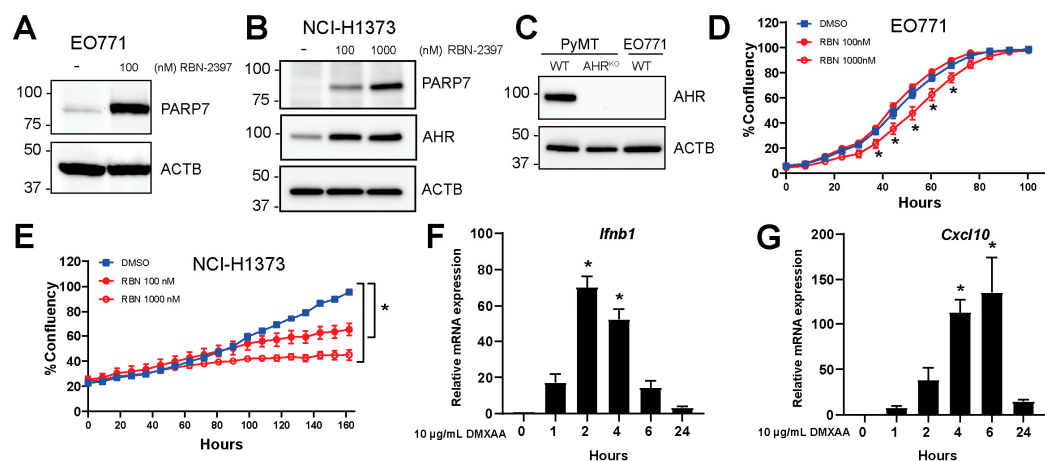 A
EO771
- 100 (nM) RBN-2397
100
75
PARP7
50
37
ACTB
B
NCI-H1373
- 100 1000 (nM) RBN-2397
100
75
PARP7
100
AHR
50
37
ACTB
C
PyMT EO771
WT AHRKO WT
100
75
AHR
50
37
ACTB
D
EO771
DMSO
RBN 100nM
RBN 1000nM
% Confluency
120
100
80
60
40
20
0
* * * * *
0 20 40 60 80 100
Hours
E
NCI-H1373
DMSO
RBN 100 nM
RBN 1000 nM
% Confluency
120
100
80
60
40
20
0
*
0 20 40 60 80 100 120 140 160
Hours
F
Ifnb1
Relative mRNA expression
100
80
60
40
20
0
* *
10 µg/mL DMXAA 0 1 2 4 6 24
Hours
G
Cxcl10
Relative mRNA expression
200
150
100
50
0
* *
10 µg/mL DMXAA 0 1 2 4 6 24
Hours